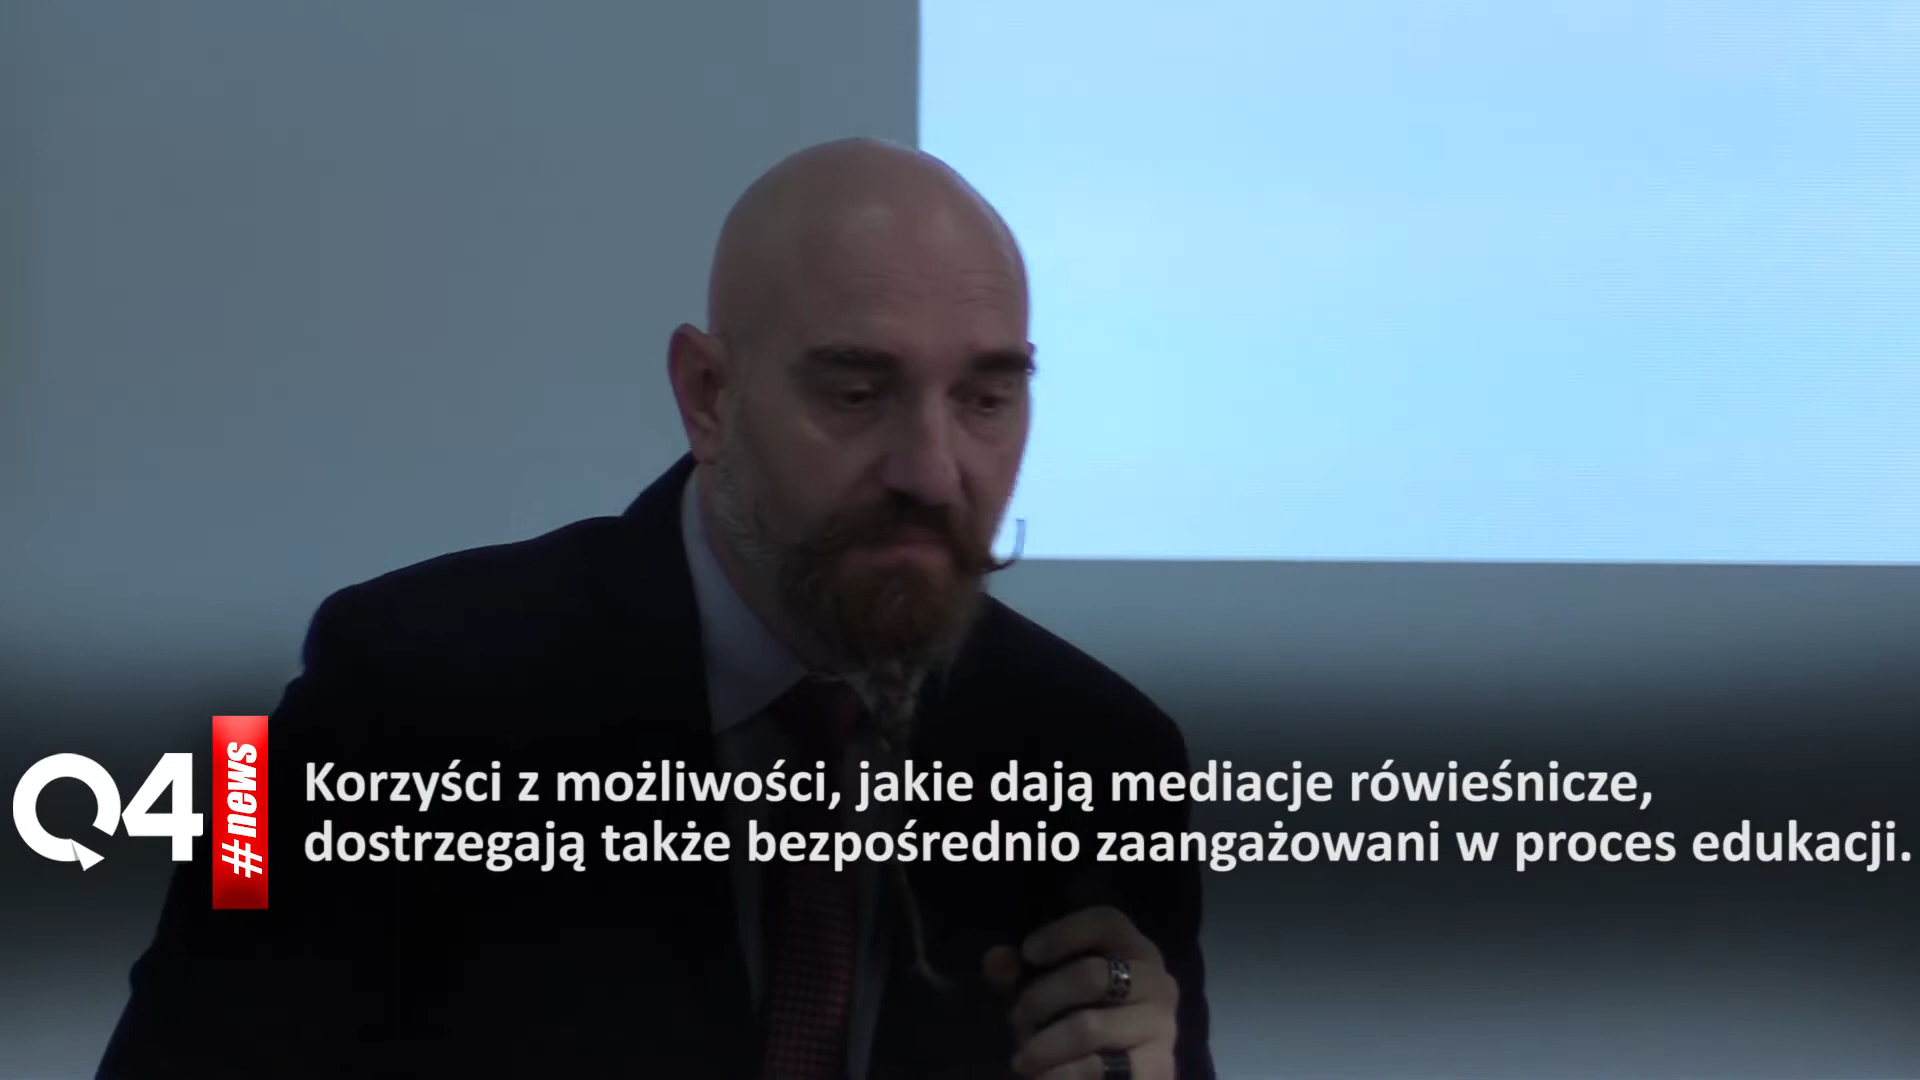 Q4
#news
Korzyści z możliwości, jakie dają mediacje rówieśnicze,
dostrzegają także bezpośrednio zaangażowani w proces edukacji.